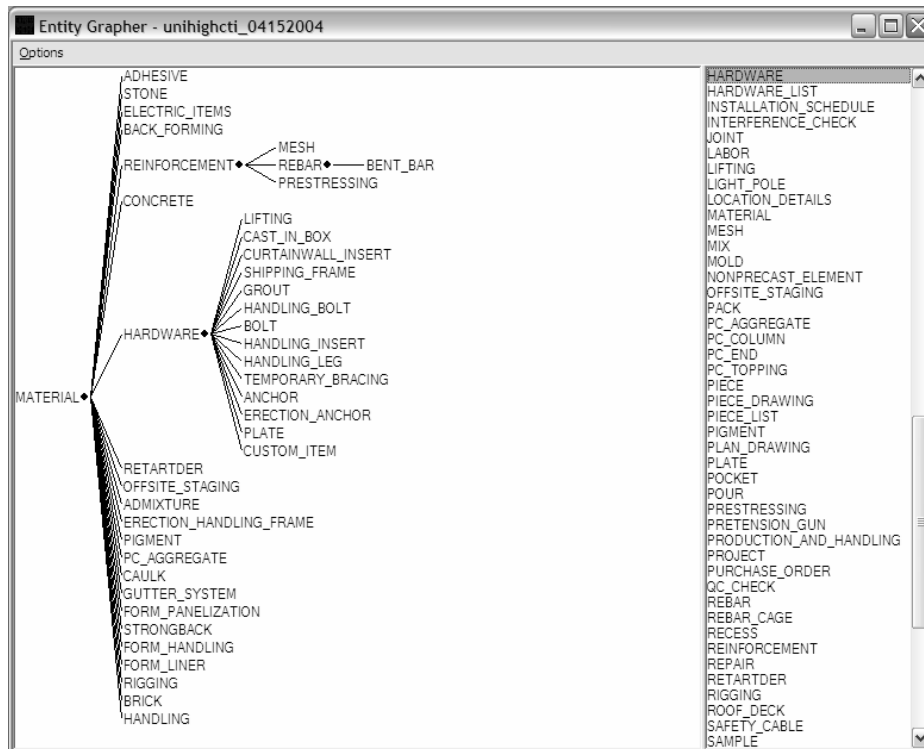 Entity Grapher - unihighcti_04152004
Options
ADHESIVE
STONE
ELECTRIC_ITEMS
BACK_FORMING
REINFORCEMENT
MESH
REBAR
BENT_BAR
PRESTRESSING
CONCRETE
LIFTING
CAST_IN_BOX
CURTAINWALL_INSERT
SHIPPING_FRAME
GROUT
HANDLING_BOLT
BOLT
HARDWARE
HANDLING_INSERT
HANDLING_LEG
TEMPORARY_BRACING
ANCHOR
ERECTION_ANCHOR
PLATE
CUSTOM_ITEM
MATERIAL
RETARTDER
OFFSITE_STAGING
ADMIXTURE
ERECTION_HANDLING_FRAME
PIGMENT
PC_AGGREGATE
CAULK
GUTTER_SYSTEM
FORM_PANELIZATION
STRONGBACK
FORM_HANDLING
FORM_LINER
RIGGING
BRICK
HANDLING
HARDWARE
HARDWARE_LIST
INSTALLATION_SCHEDULE
INTERFERENCE_CHECK
JOINT
LABOR
LIFTING
LIGHT_POLE
LOCATION_DETAILS
MATERIAL
MESH
MIX
MOLD
NONPRECAST_ELEMENT
OFFSITE_STAGING
PACK
PC_AGGREGATE
PC_COLUMN
PC_END
PC_TOPPING
PIECE
PIECE_DRAWING
PIECE_LIST
PIGMENT
PLAN_DRAWING
PLATE
POCKET
POUR
PRESTRESSING
PRETENSION_GUN
PRODUCTION_AND_HANDLING
PROJECT
PURCHASE_ORDER
QC_CHECK
REBAR
REBAR_CAGE
RECESS
REINFORCEMENT
REPAIR
RETARTDER
RIGGING
ROOF_DECK
SAFETY_CABLE
SAMPLE